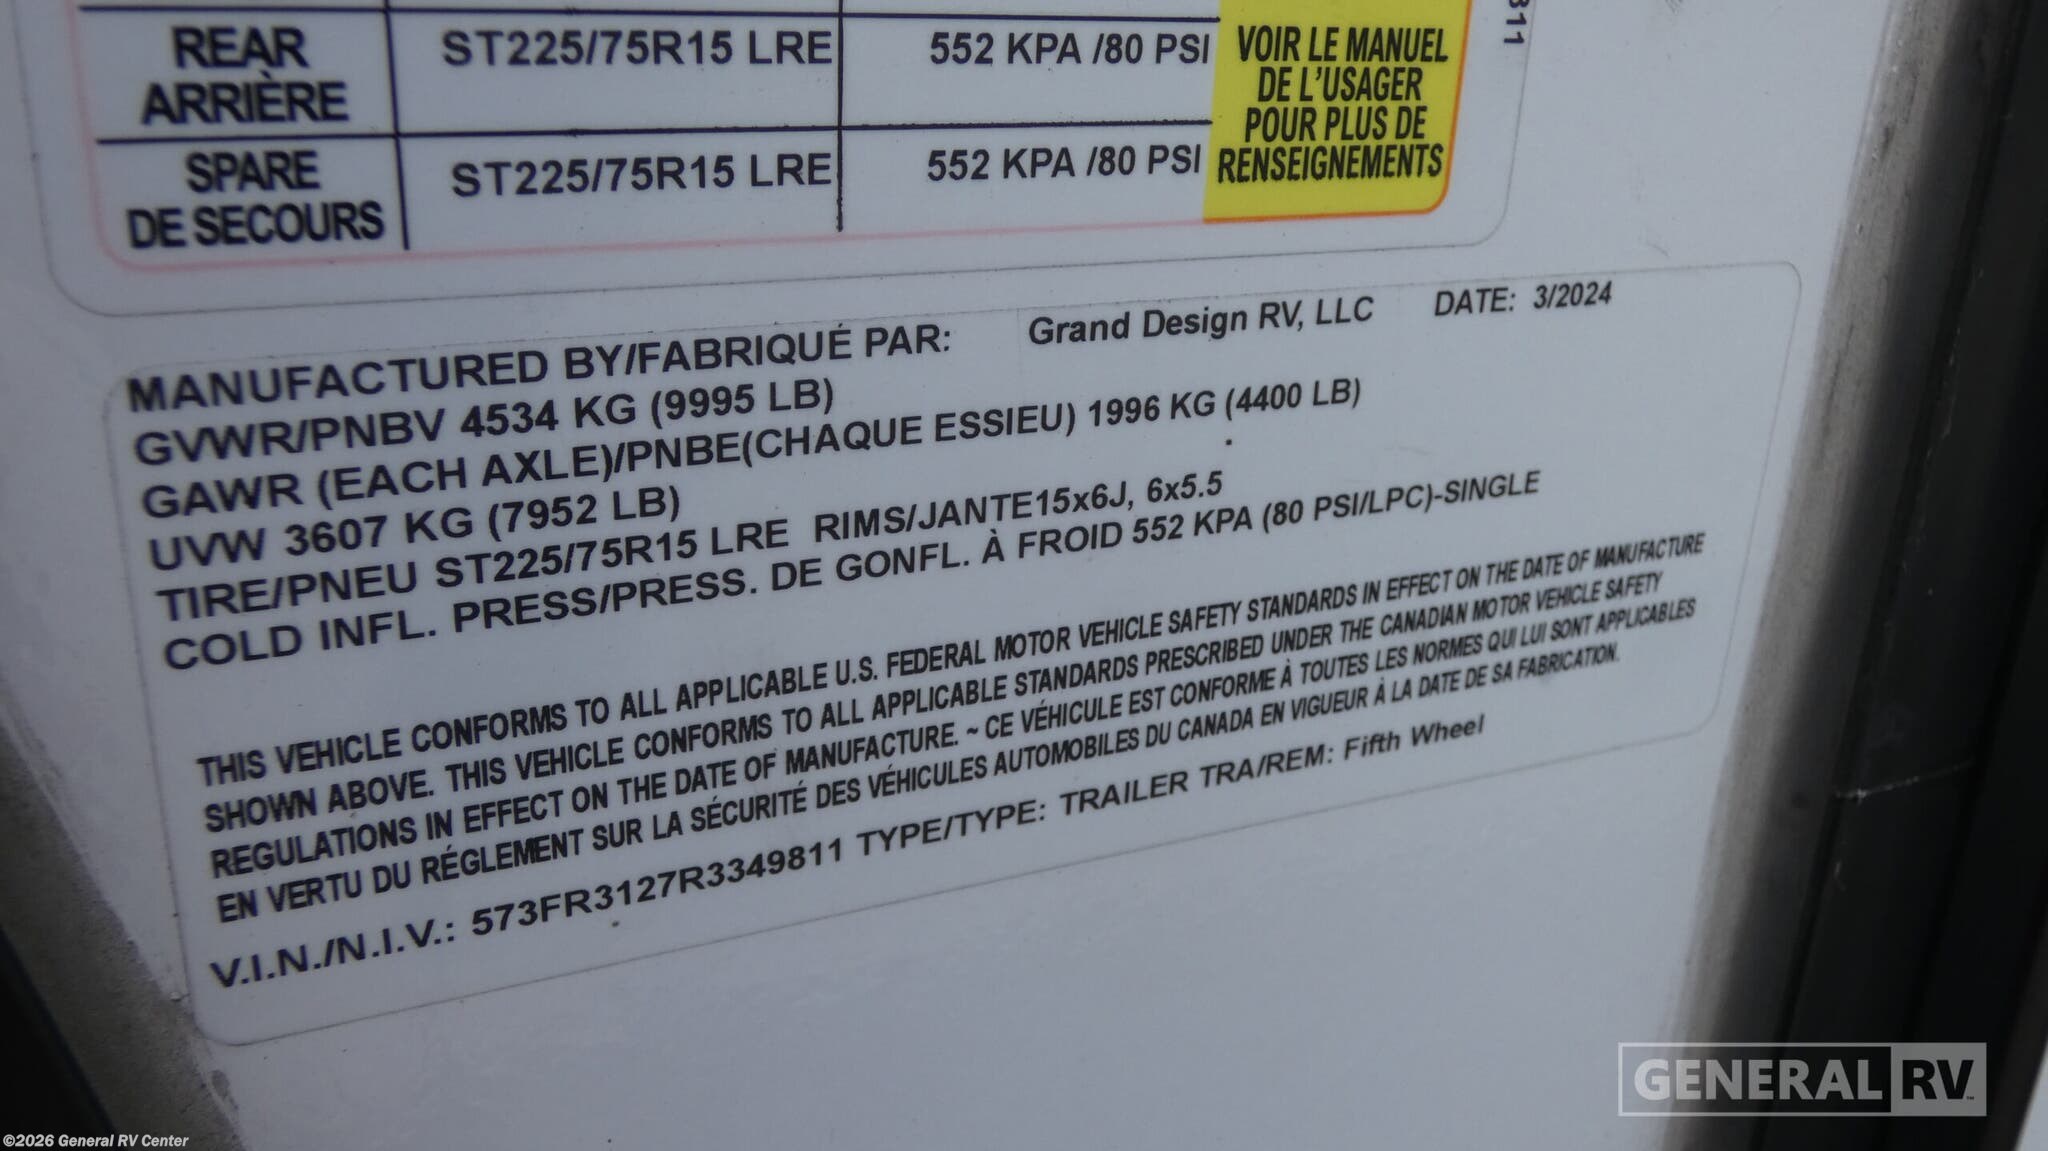 REAR
ARRIÈRE
ST225/75R15 LRE
552 KPA /80 PSI
SPARE
DE SECOURS
ST225/75R15 LRE
552 KPA /80 PSI
VOIR LE MANUEL
DE L'USAGER
POUR PLUS DE
RENSEIGNEMENTS
811
MANUFACTURED BY/FABRIQUÉ PAR: Grand Design RV, LLC DATE: 3/2024
GVWR/PNBV 4534 KG (9995 LB)
GAWR (EACH AXLE)/PNBE(CHAQUE ESSIEU) 1996 KG (4400 LB)
UVW 3607 KG (7952 LB)
TIRE/PNEU ST225/75R15 LRE RIMS/JANTE15x6J, 6x5.5
COLD INFL. PRESS/PRESS. DE GONFL. À FROID 552 KPA (80 PSI/LPC)-SINGLE
THIS VEHICLE CONFORMS TO ALL APPLICABLE U.S. FEDERAL MOTOR VEHICLE SAFETY STANDARDS IN EFFECT ON THE DATE OF MANUFACTURE
SHOWN ABOVE. THIS VEHICLE CONFORMS TO ALL APPLICABLE STANDARDS PRESCRIBED UNDER THE CANADIAN MOTOR VEHICLE SAFETY
REGULATIONS IN EFFECT ON THE DATE OF MANUFACTURE. ~ CE VÉHICULE EST CONFORME À TOUTES LES NORMES QUI LUI SONT APPLICABLES
EN VERTU DU RÉGLEMENT SUR LA SÉCURITÉ DES VÉHICULES AUTOMOBILES DU CANADA EN VIGUEUR À LA DATE DE SA FABRICATION.
V.I.N./N.I.V.: 573FR3127R3349811 TYPE/TYPE: TRAILER TRA/REM: Fifth Wheel
GENERAL RV
©2026 General RV Center